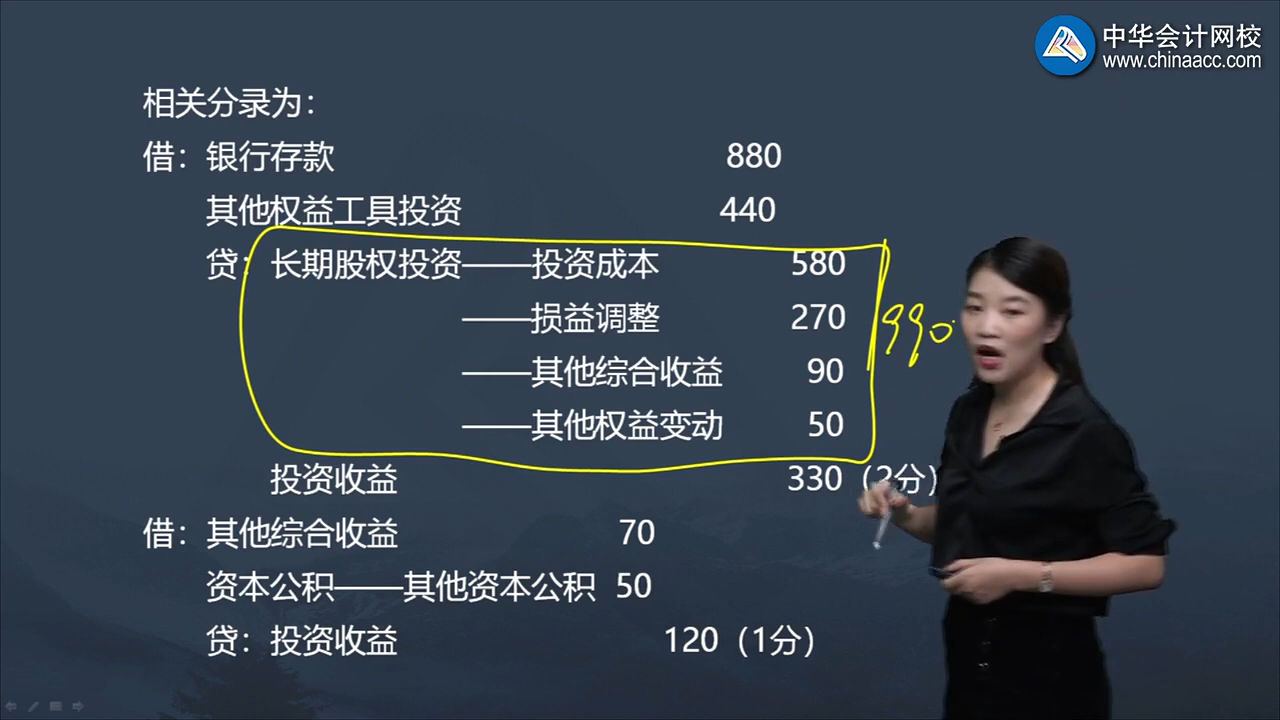 中华会计网校
www.chinaacc.com
相关分录为：
借：银行存款 880
其他权益工具投资 440
贷：长期股权投资——投资成本 580
——损益调整 270
——其他综合收益 90
——其他权益变动 50
990
投资收益 330（2分）
借：其他综合收益 70
资本公积——其他资本公积 50
贷：投资收益 120（1分）